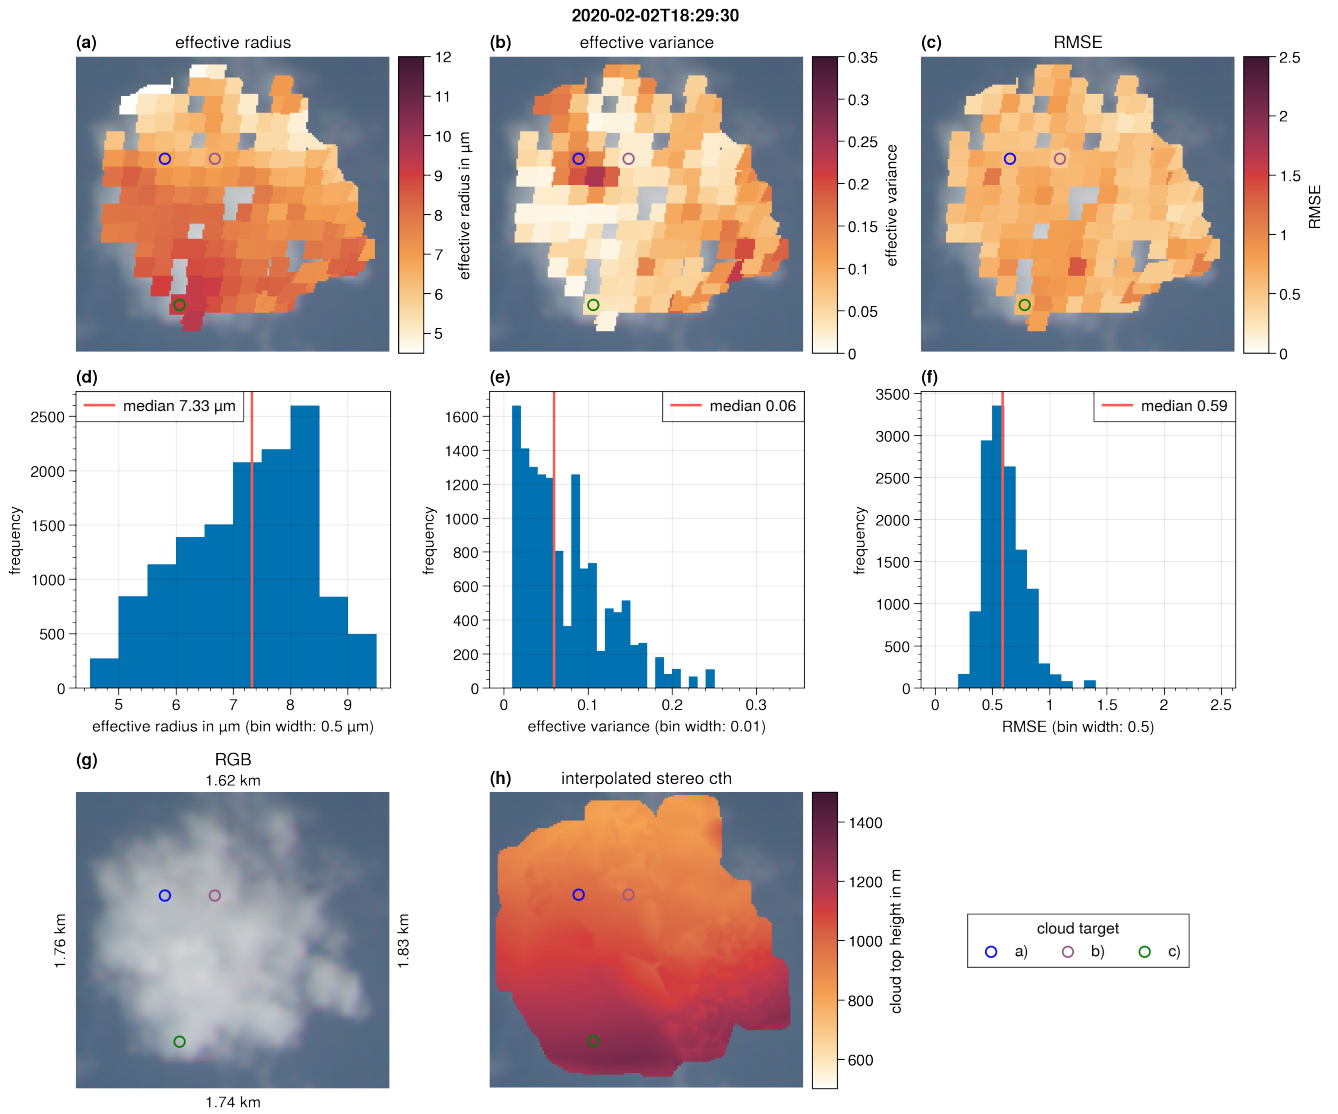 2020-02-02T18:29:30
(a) effective radius
(b) effective variance
(c) RMSE
12
11
10
9
8
7
6
5
effective radius in µm
0.35
0.3
0.25
0.2
0.15
0.1
0.05
0
effective variance
2.5
2
1.5
1
0.5
0
RMSE
(d)
median 7.33 µm
2500
2000
1500
1000
500
0
frequency
5 6 7 8 9
effective radius in µm (bin width: 0.5 µm)
(e)
median 0.06
1600
1400
1200
1000
800
600
400
200
0
frequency
0 0.1 0.2 0.3
effective variance (bin width: 0.01)
(f)
median 0.59
3500
3000
2500
2000
1500
1000
500
0
frequency
0 0.5 1 1.5 2 2.5
RMSE (bin width: 0.5)
(g) RGB
1.62 km
1.76 km
1.83 km
1.74 km
(h) interpolated stereo cth
1400
1200
1000
800
600
cloud top height in m
cloud target
a) b) c)